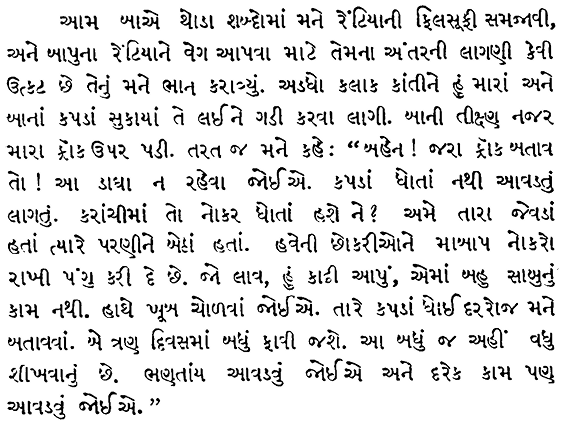 આમ બાએ થોડા શબ્દોમાં મને રેંટિયાની ફિલસૂફી સમજાવી,
અને બાપુના રેંટિયાને વેગ આપવા માટે તેમના અંતરની લાગણી કેવી
ઉત્કટ છે તેનું મને ભાન કરાવ્યું. અડધો કલાક કાંતીને હું મારાં અને
બાનાં કપડાં સુકાયાં તે લઈને ગડી કરવા લાગી. બાની તીક્ષ્ણ નજર
મારા ફ્રૉક ઉપર પડી. તરત જ મને કહે: “બહેન! જરા ફ્રૉક બતાવ
તો! આ ડાઘા ન રહેવા જોઈએ. કપડાં ધોતાં નથી આવડતું
લાગતું. કરાંચીમાં તો નોકર ધોતાં હશે ને? અમે તારા જેવડાં
હતાં ત્યારે પરણીને બેઠાં હતાં. હવેની છોકરીઓને માબાપ નોકરો
રાખી પંગુ કરી દે છે. જો લાવ, હું કાઢી આપું, એમાં બહુ સાબુનું
કામ નથી. હાથે ખૂબ ચોળવાં જોઈએ. તારે કપડાં ધોઈ દરરોજ મને
બતાવવાં. એ ત્રણ દિવસમાં બધું ફાવી જશે. આ બધું જ અહીં વધુ
શીખવાનું છે. ભણતાંય આવડવું જોઈએ અને દરેક કામ પણ
આવડવું જોઈએ.”